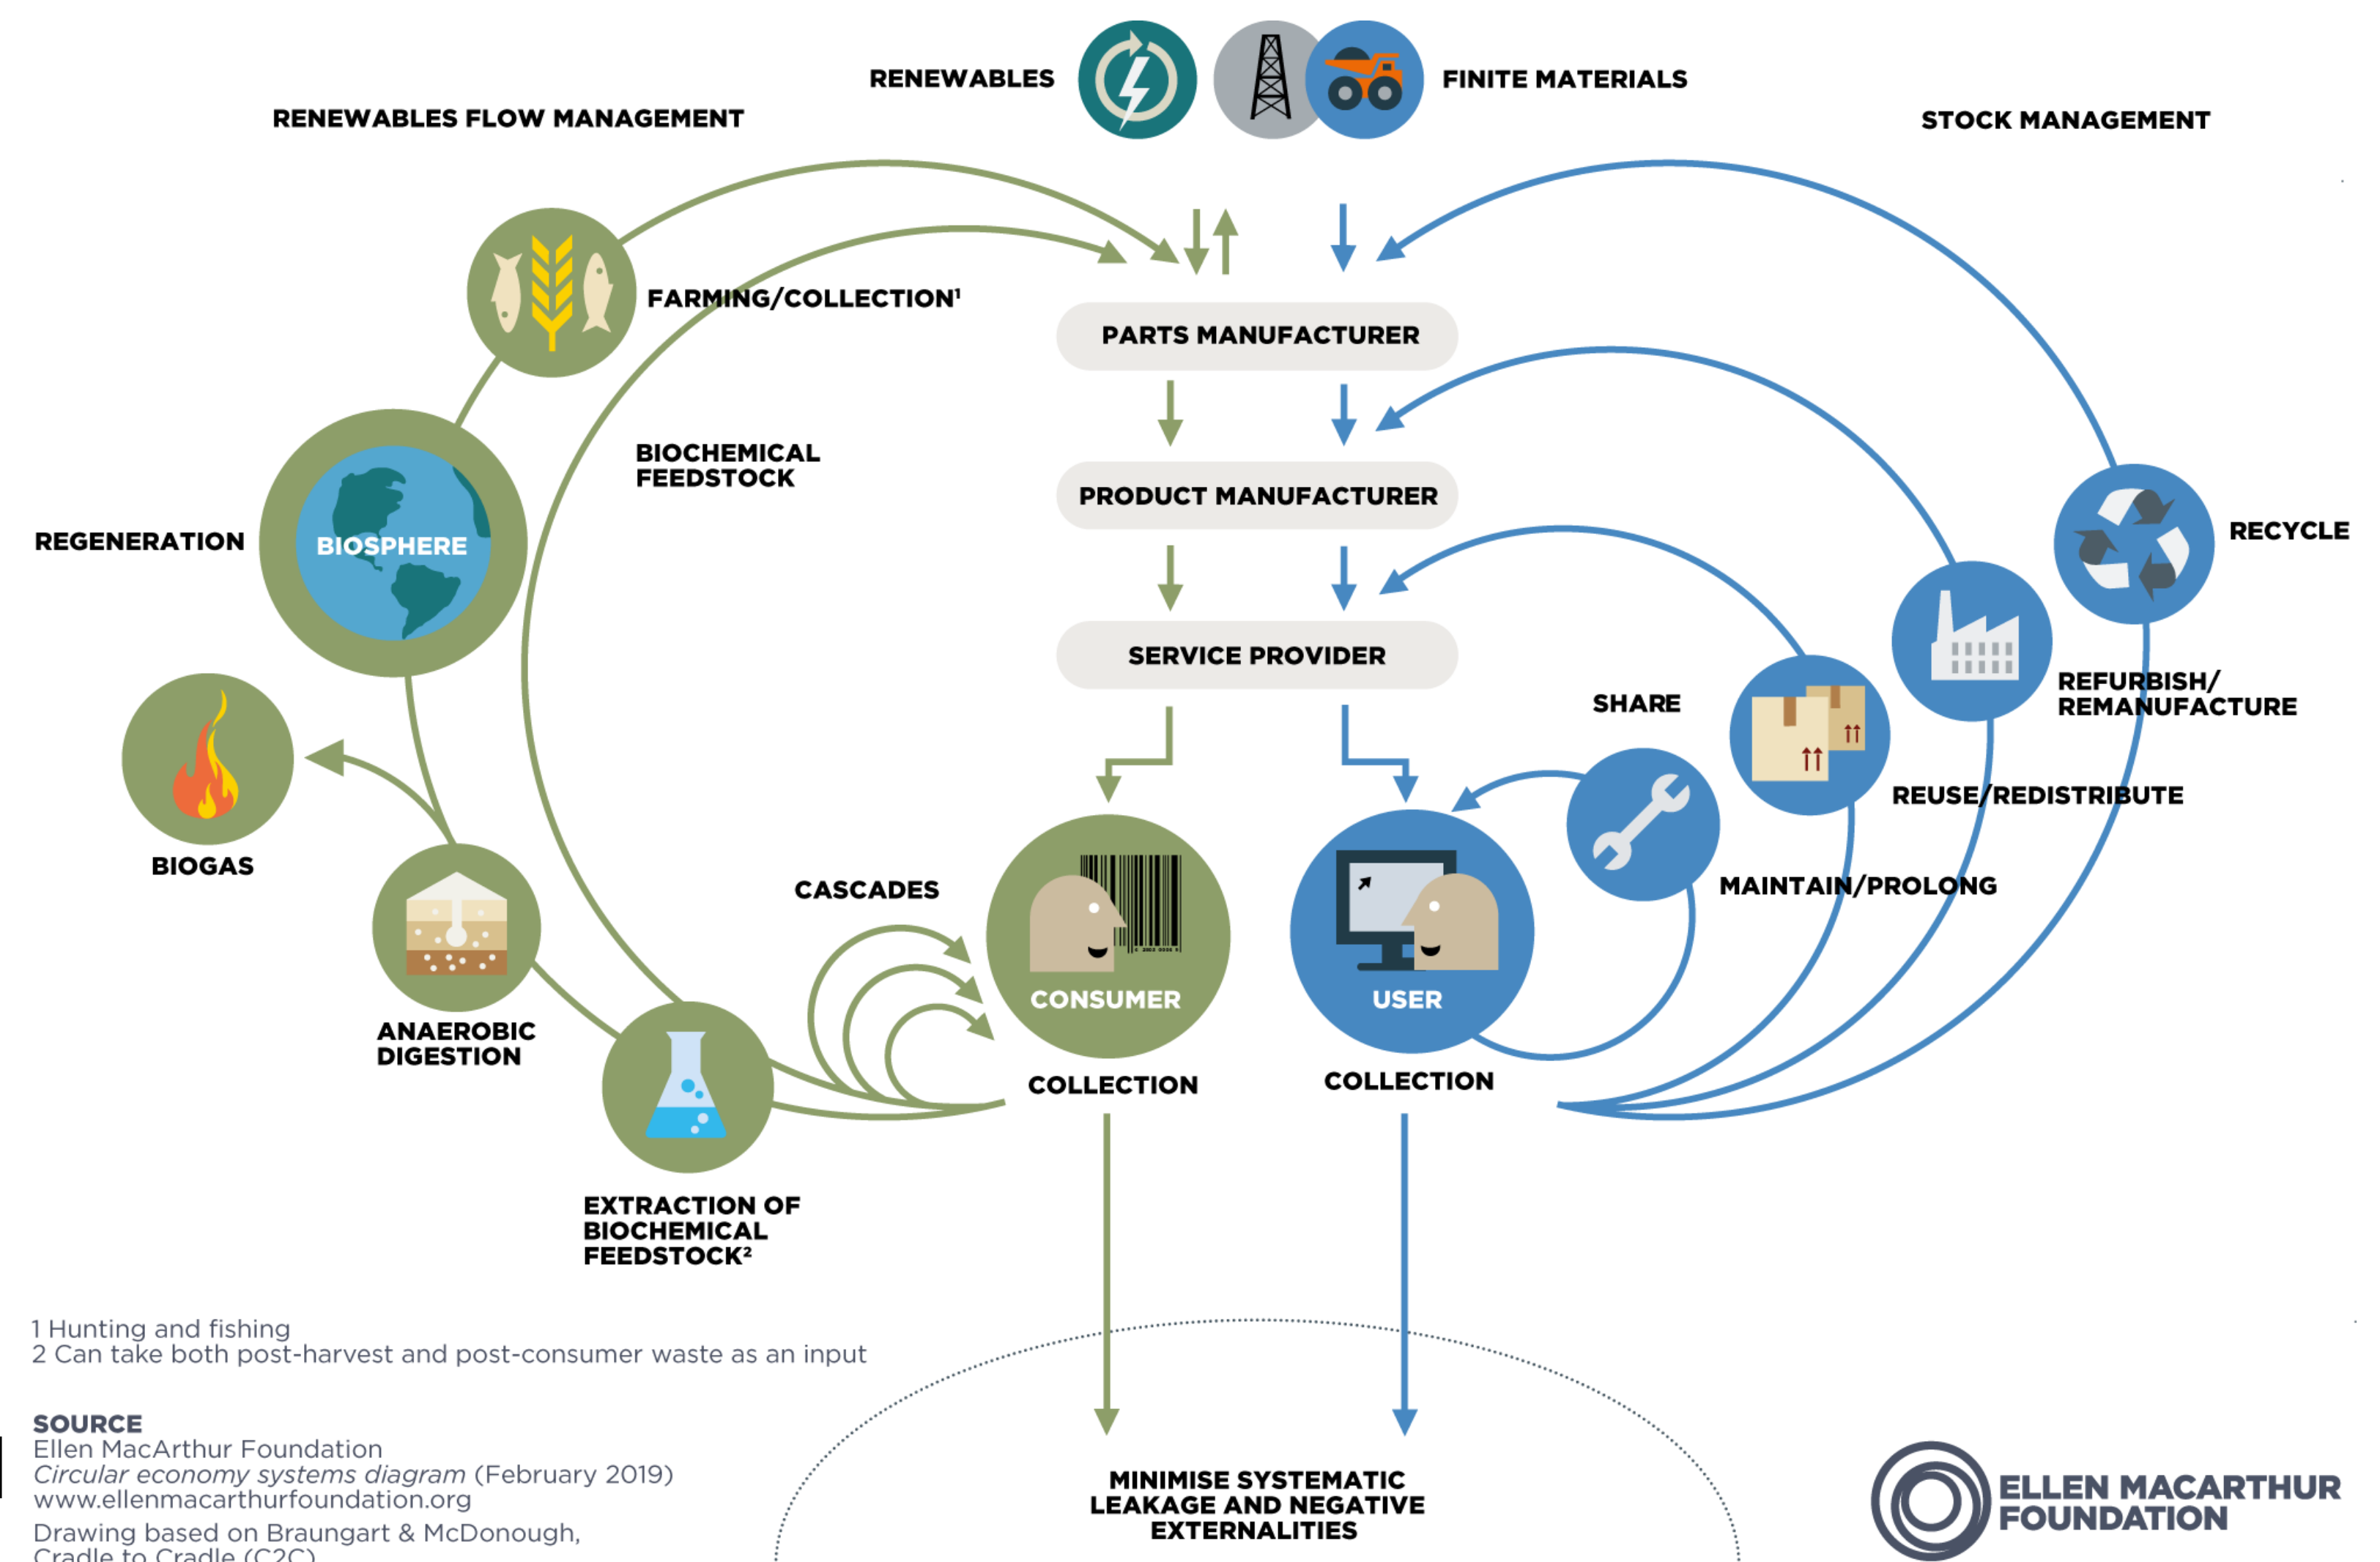 RENEWABLES
FINITE MATERIALS
RENEWABLES FLOW MANAGEMENT
STOCK MANAGEMENT
FARMING/COLLECTION¹
PARTS MANUFACTURER
BIOCHEMICAL
FEEDSTOCK
PRODUCT MANUFACTURER
REGENERATION
BIOSPHERE
RECYCLE
SERVICE PROVIDER
SHARE
REFURBISH/
REMANUFACTURE
REUSE/REDISTRIBUTE
BIOGAS
CASCADES
MAINTAIN/PROLONG
CONSUMER
USER
ANAEROBIC
DIGESTION
COLLECTION
COLLECTION
EXTRACTION OF
BIOCHEMICAL
FEEDSTOCK²
1 Hunting and fishing
2 Can take both post-harvest and post-consumer waste as an input
SOURCE
Ellen MacArthur Foundation
Circular economy systems diagram (February 2019)
www.ellenmacarthurfoundation.org
Drawing based on Braungart & McDonough,
Cradle to Cradle (C2C)
MINIMISE SYSTEMATIC
LEAKAGE AND NEGATIVE
EXTERNALITIES
ELLEN MACARTHUR
FOUNDATION